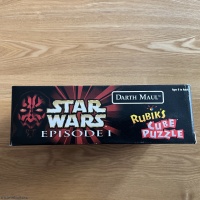 STAR
WARS
EPISODE I
DARTH MAUL
RUBIK'S
CUBE
PUZZLE